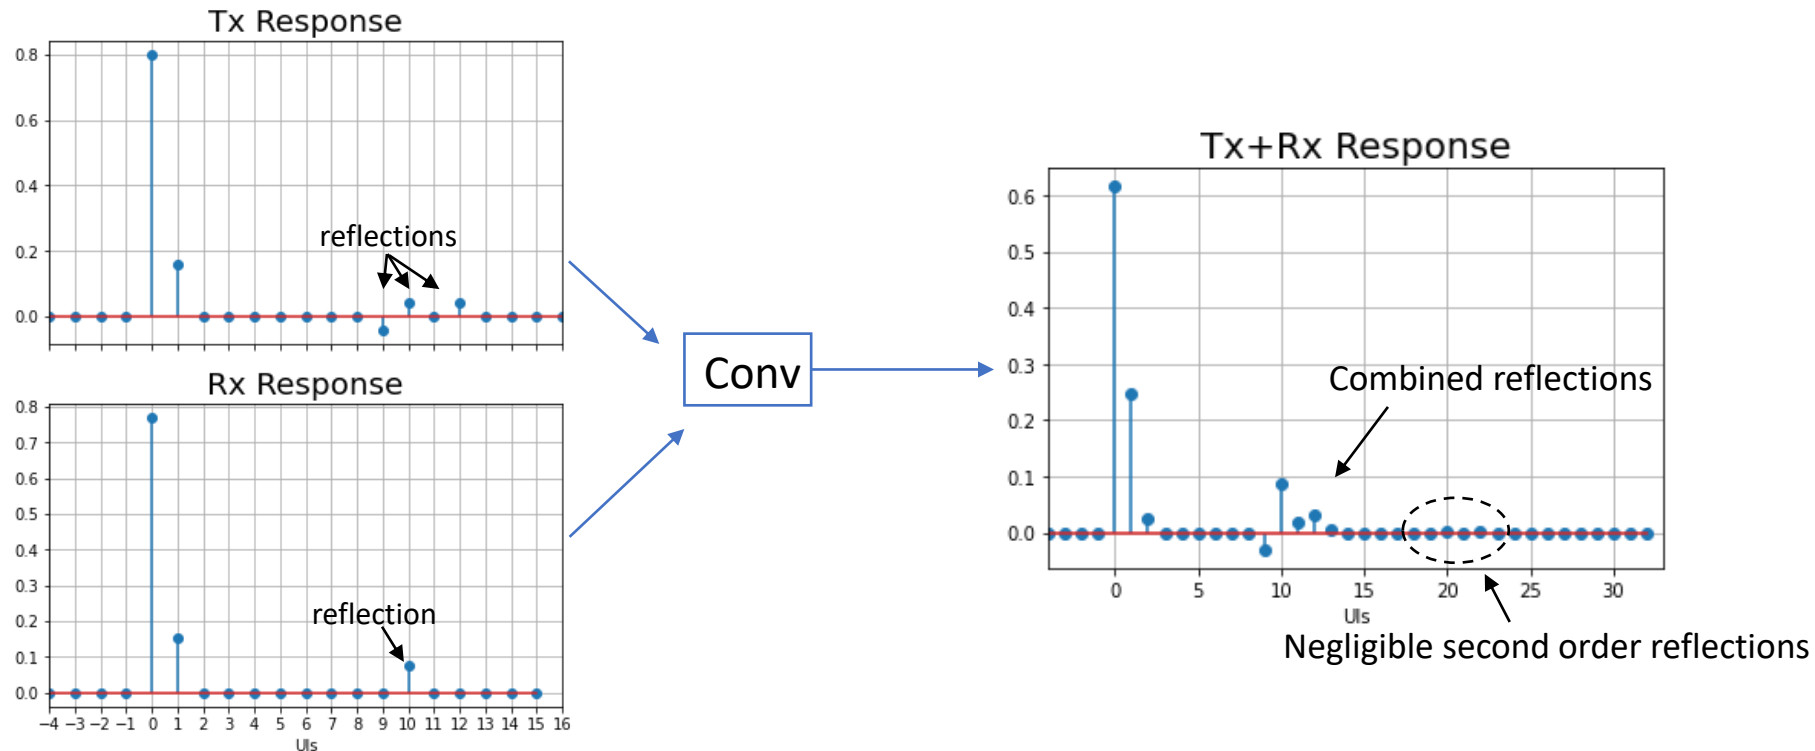 Tx Response
0.8
0.6
0.4
0.2
0.0
reflections
Rx Response
0.8
0.7
0.6
0.5
0.4
0.3
0.2
0.1
0.0
reflection
−4 −3 −2 −1 0 1 2 3 4 5 6 7 8 9 10 11 12 13 14 15 16
UIs
Conv
Tx+Rx Response
0.6
0.5
0.4
0.3
0.2
0.1
0.0
Combined reflections
0 5 10 15 20 25 30
UIs
Negligible second order reflections